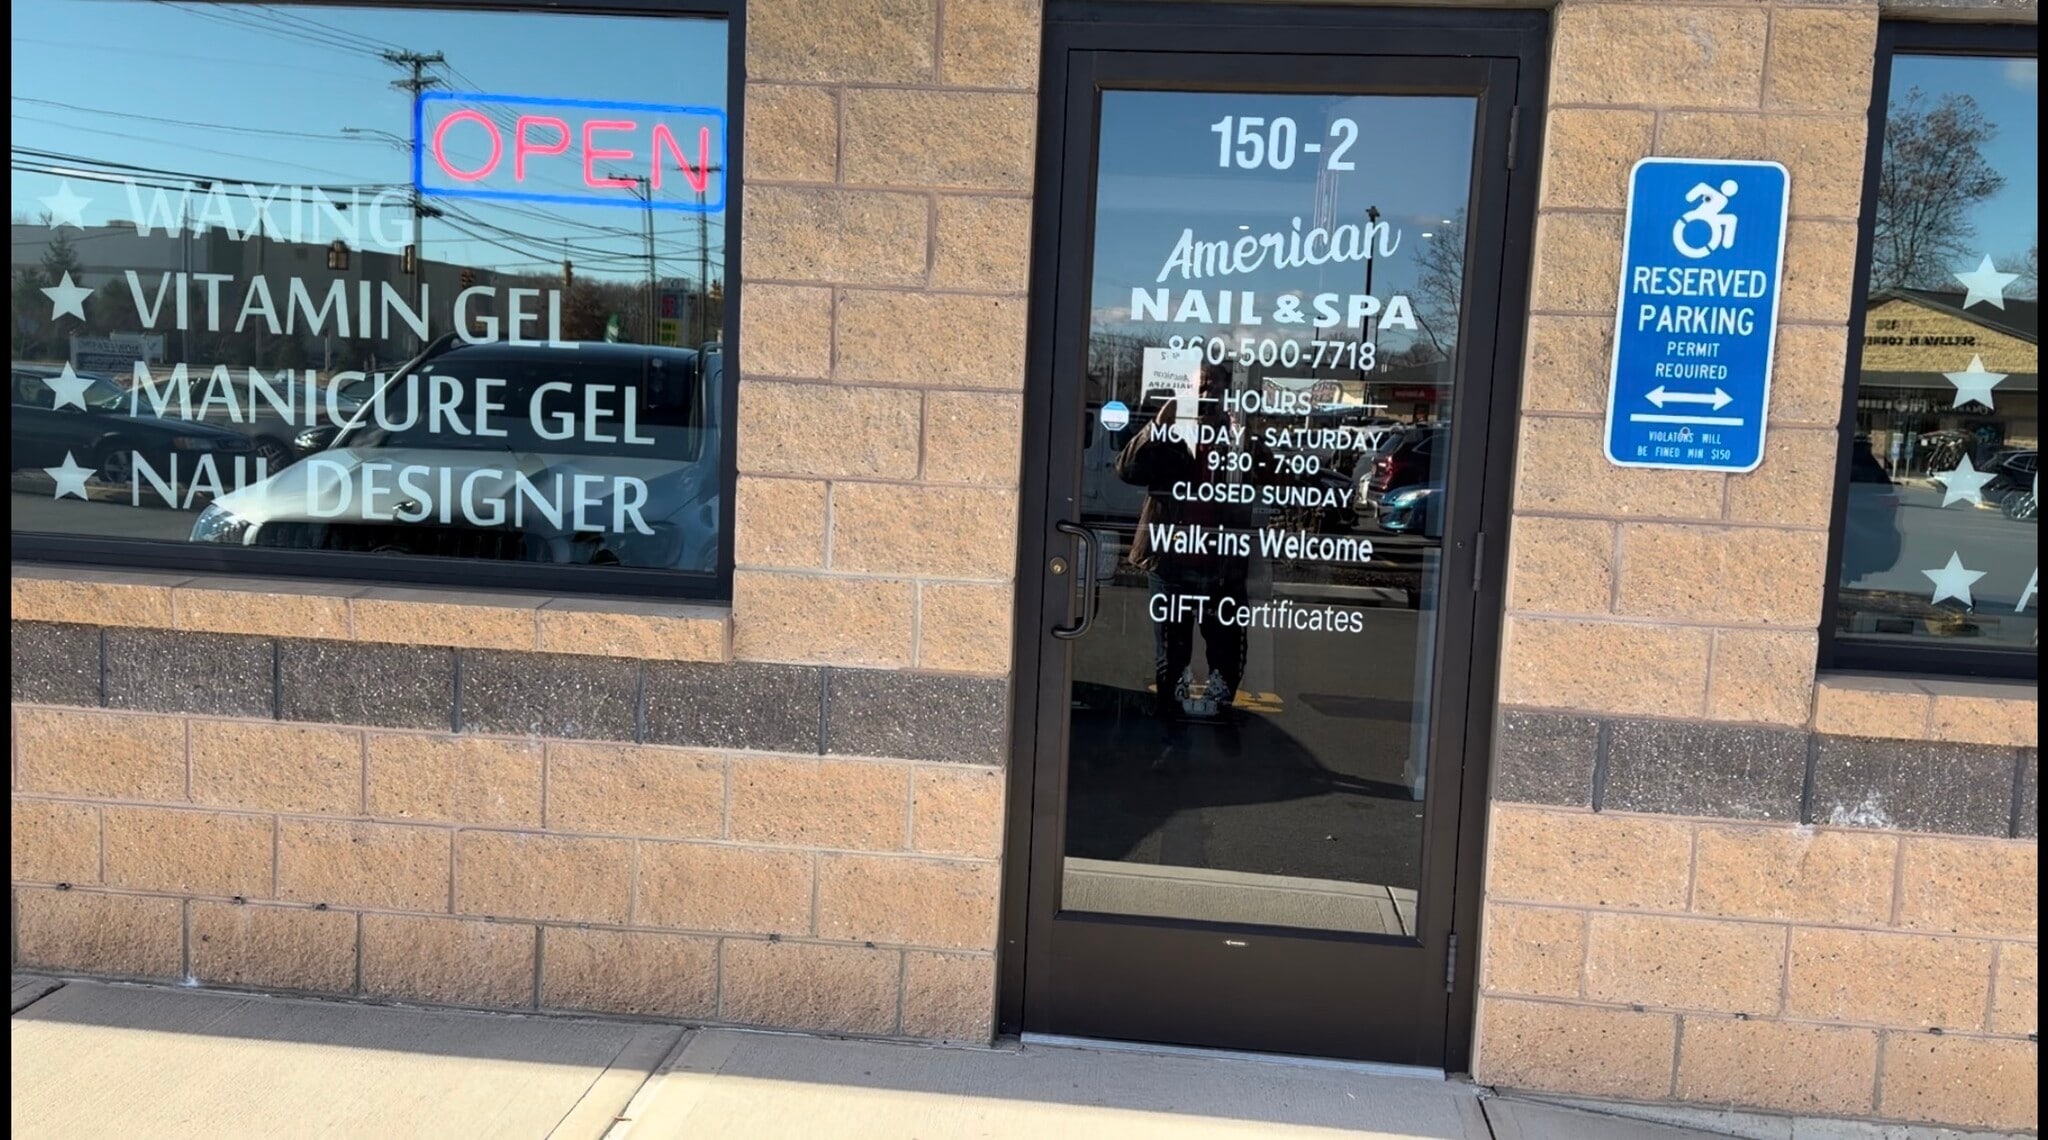 OPEN
WAXING
VITAMIN GEL
MANICURE GEL
NAIL DESIGNER
150-2
American
NAIL & SPA
860-500-7718
HOURS
MONDAY - SATURDAY
9:30 - 7:00
CLOSED SUNDAY
Walk-ins Welcome
GIFT Certificates
RESERVED
PARKING
PERMIT
REQUIRED
VIOLATORS WILL
BE FINED MIN $150